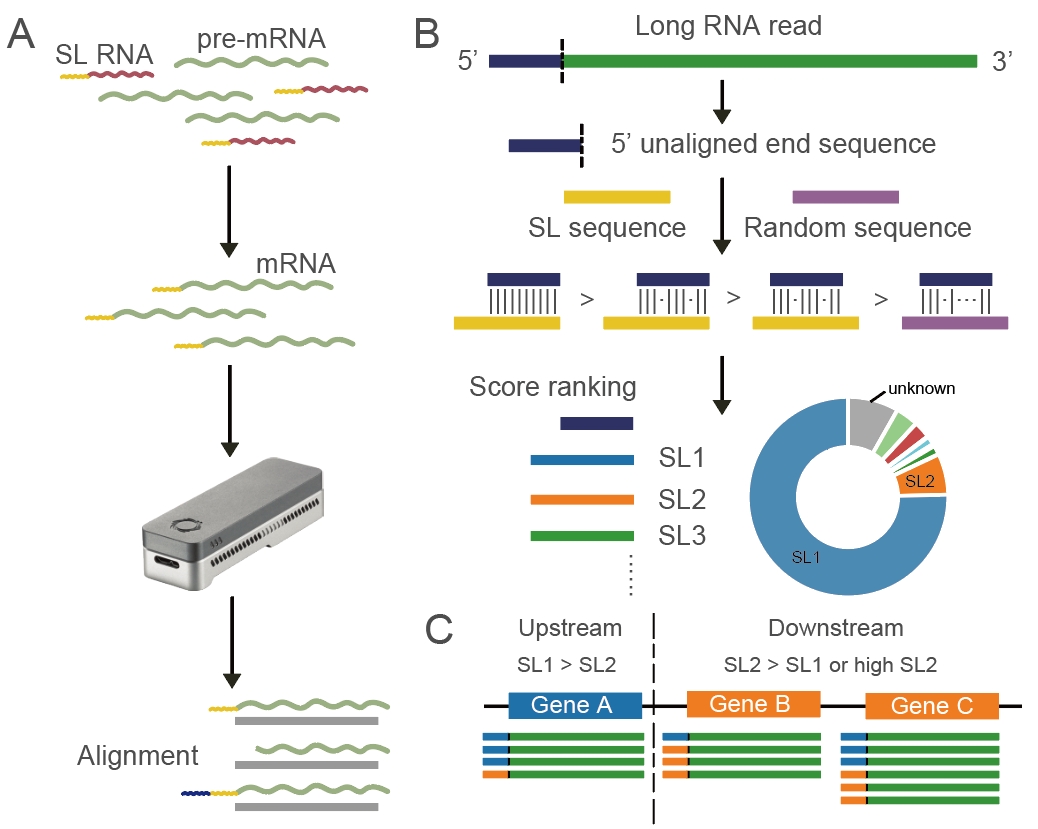 A
SL RNA
pre-mRNA
mRNA
Alignment
B
Long RNA read
5’
3’
5’ unaligned end sequence
SL sequence
Random sequence
>
>
>
Score ranking
SL1
SL2
SL3
unknown
SL2
SL1
C
Upstream
Downstream
SL1 > SL2
SL2 > SL1 or high SL2
Gene A
Gene B
Gene C